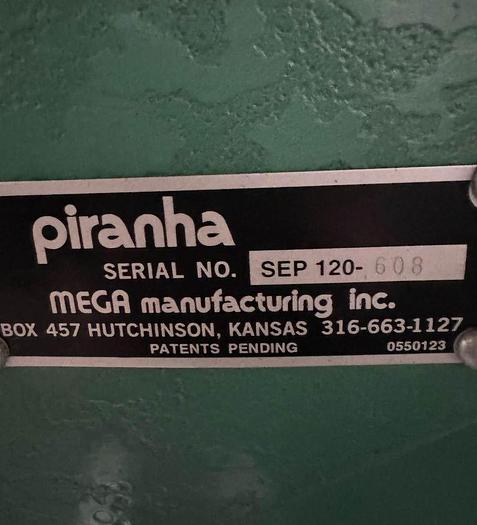 piranha
SERIAL NO. SEP 120-608
MEGA manufacturing inc.
BOX 457 HUTCHINSON, KANSAS 316-663-1127
PATENTS PENDING 0550123